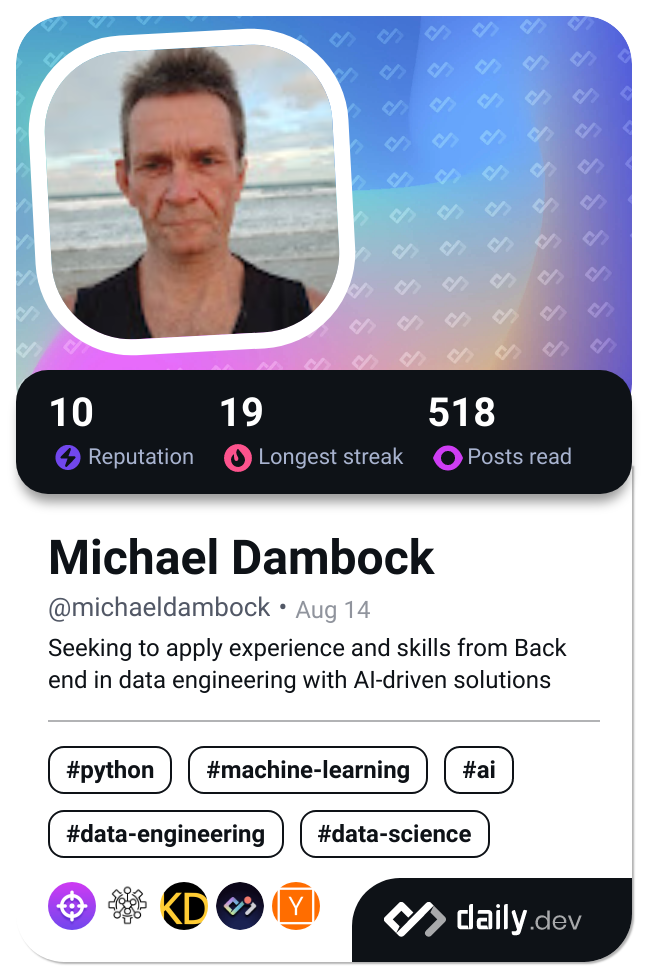 10 19 518
Reputation Longest streak Posts read
Michael Dambock
@michaeldambock • Aug 14
Seeking to apply experience and skills from Back
end in data engineering with AI-driven solutions
#python #machine-learning #ai
#data-engineering #data-science
KD Y
daily.dev